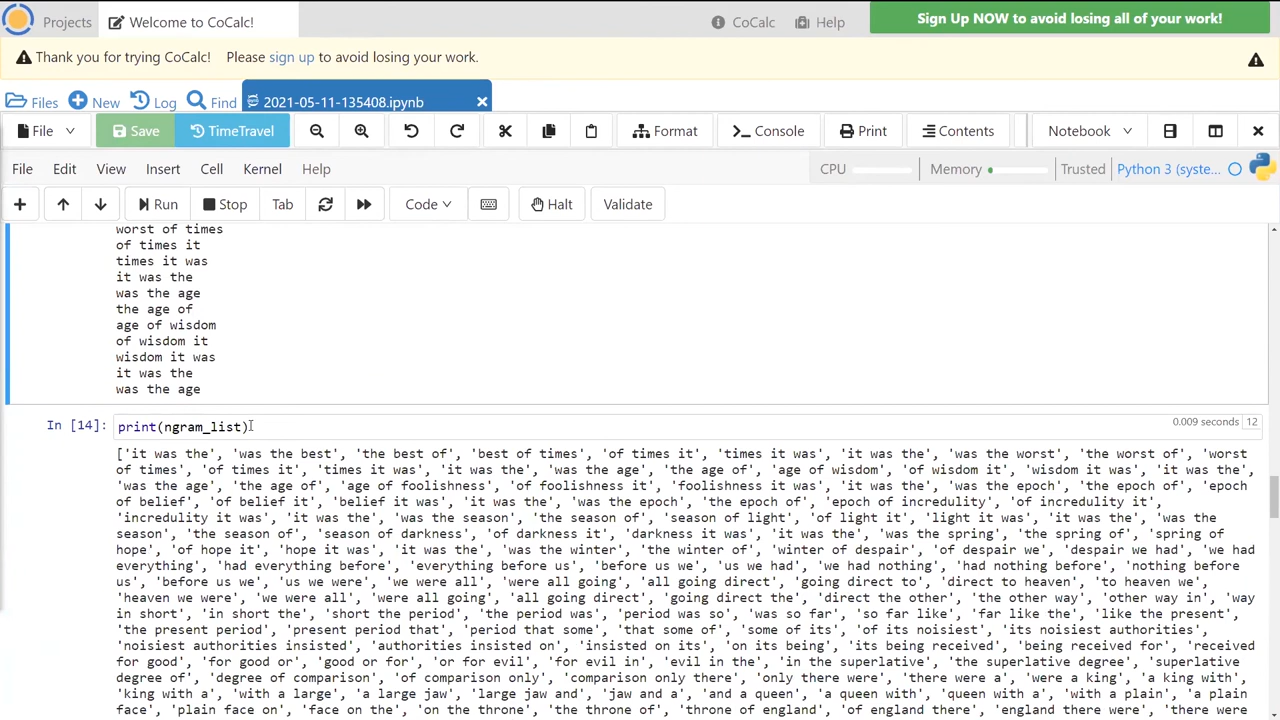 Projects
Welcome to CoCalc!
CoCalc
Help
Sign Up NOW to avoid losing all of your work!
Thank you for trying CoCalc! Please sign up to avoid losing your work.
Files New Log Find 2021-05-11-135408.ipynb
File Save TimeTravel Format Console Print Contents Notebook
File Edit View Insert Cell Kernel Help CPU Memory Trusted Python 3 (syste...
Run Stop Tab Code Halt Validate
worst of times
of times it
times it was
it was the
was the age
the age of
age of wisdom
of wisdom it
wisdom it was
it was the
was the age
In [14]: print(ngram_list) 0.009 seconds 12
['it was the', 'was the best', 'the best of', 'best of times', 'of times it', 'times it was', 'it was the', 'was the worst', 'the worst of', 'worst
of times', 'of times it', 'times it was', 'it was the', 'was the age', 'the age of', 'age of wisdom', 'of wisdom it', 'wisdom it was', 'it was the',
'was the age', 'the age of', 'age of foolishness', 'of foolishness it', 'foolishness it was', 'it was the', 'was the epoch', 'the epoch of', 'epoch
of belief', 'of belief it', 'belief it was', 'it was the', 'was the epoch', 'the epoch of', 'epoch of incredulity', 'of incredulity it',
'incredulity it was', 'it was the', 'was the season', 'the season of', 'season of light', 'of light it', 'light it was', 'it was the', 'was the
season', 'the season of', 'season of darkness', 'of darkness it', 'darkness it was', 'it was the', 'was the spring', 'the spring of', 'spring of
hope', 'of hope it', 'hope it was', 'it was the', 'was the winter', 'the winter of', 'winter of despair', 'of despair we', 'despair we had', 'we had
everything', 'had everything before', 'everything before us', 'before us we', 'us we had', 'we had nothing', 'had nothing before', 'nothing before
us', 'before us we', 'us we were', 'we were all', 'were all going', 'all going direct', 'going direct to', 'direct to heaven', 'to heaven we',
'heaven we were', 'we were all', 'were all going', 'all going direct', 'going direct the', 'direct the other', 'the other way', 'other way in', 'way
in short', 'in short the', 'short the period', 'the period was', 'period was so', 'was so far', 'so far like', 'far like the', 'like the present',
'the present period', 'present period that', 'period that some', 'that some of', 'some of its', 'of its noisiest', 'its noisiest authorities',
'noisiest authorities insisted', 'authorities insisted on', 'insisted on its', 'on its being', 'its being received', 'being received for', 'received
for good', 'for good or', 'good or for', 'or for evil', 'for evil in', 'evil in the', 'in the superlative', 'the superlative degree', 'superlative
degree of', 'degree of comparison', 'of comparison only', 'comparison only there', 'only there were', 'there were a', 'were a king', 'a king with',
'king with a', 'with a large', 'a large jaw', 'large jaw and', 'jaw and a', 'and a queen', 'a queen with', 'queen with a', 'with a plain', 'a plain
face', 'plain face on', 'face on the', 'on the throne', 'the throne of', 'throne of england', 'of england there', 'england there were', 'there were